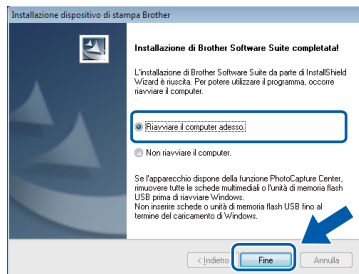 Installazione dispositivo di stampa Brother
Installazione di Brother Software Suite completata!
L'installazione di Brother Software Suite da parte di InstallShield
Wizard è riuscita. Per potere utilizzare il programma, occorre
riavviare il computer.
Riavviare il computer adesso.
Non riavviare il computer.
Se l'apparecchio dispone della funzione PhotoCapture Center,
rimuovere tutte le schede multimediali o l'unità di memoria flash
USB prima di riavviare Windows.
Non inserire schede o unità di memoria flash USB fino al
termine del caricamento di Windows.
< Indietro Fine Annulla